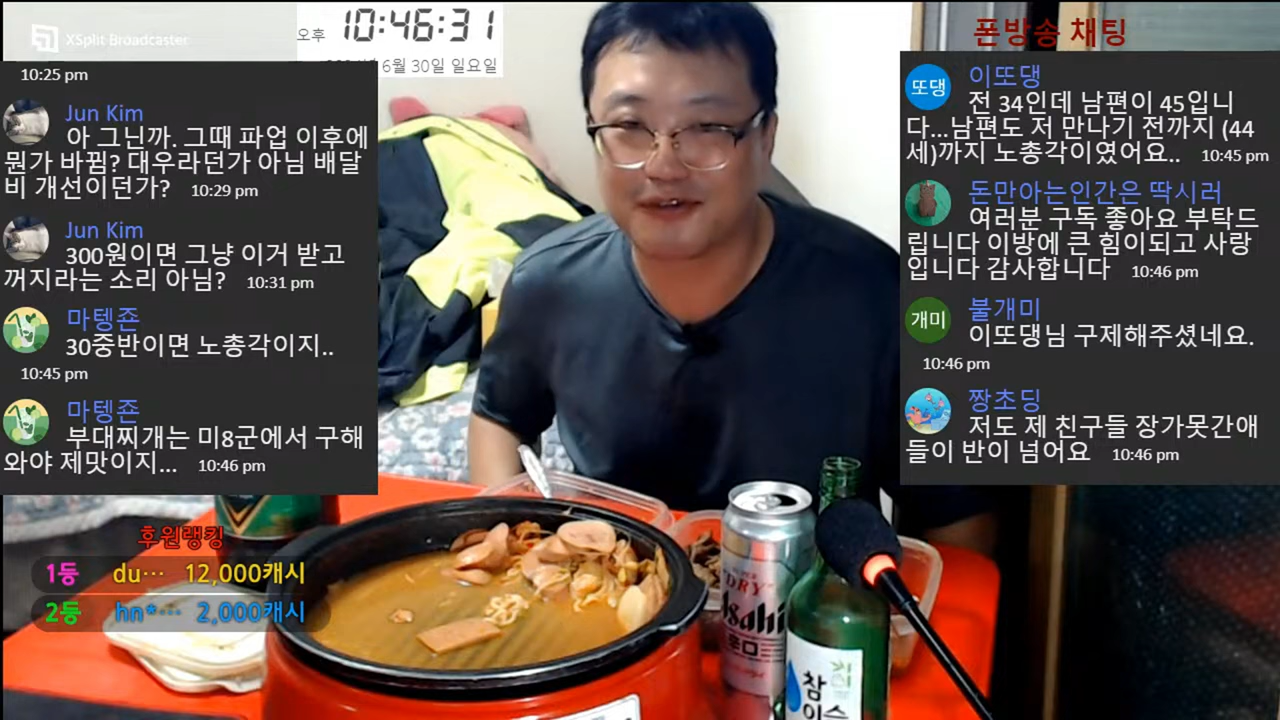 XSplit Broadcaster
오후 10:46:31
6월 30일 일요일
10:25 pm
Jun Kim
아 그닌까. 그때 파업 이후에
뭔가 바뀜? 대우라던가 아님 배달
비 개선이던가? 10:29 pm
Jun Kim
300원이면 그냥 이거 받고
꺼지라는 소리 아님? 10:31 pm
마텡죤
30중반이면 노총각이지..
10:45 pm
마텡죤
부대찌개는 미8군에서 구해
와야 제맛이지... 10:46 pm
후원랭킹
1등 du··· 12,000캐시
2등 hn*··· 2,000캐시
폰방송 채팅
또댕
이또댕
전 34인데 남편이 45입니
다...남편도 저 만나기 전까지 (44
세)까지 노총각이였어요.. 10:45 pm
돈만아는인간은 딱시러
여러분 구독 좋아요 부탁드
립니다 이방에 큰 힘이되고 사랑
입니다 감사합니다 10:46 pm
개미
불개미
이또댕님 구제해주셨네요.
10:46 pm
짱초딩
저도 제 친구들 장가못간애
들이 반이 넘어요 10:46 pm
DRY
Asahi
참
이슬